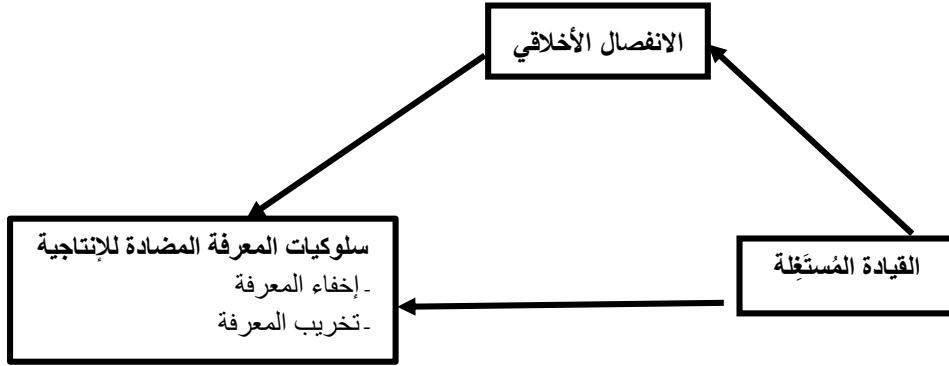 الانفصال الأخلاقي
القيادة المُستَغِلة
سلوكيات المعرفة المضادة للإنتاجية
-إخفاء المعرفة
-تخريب المعرفة